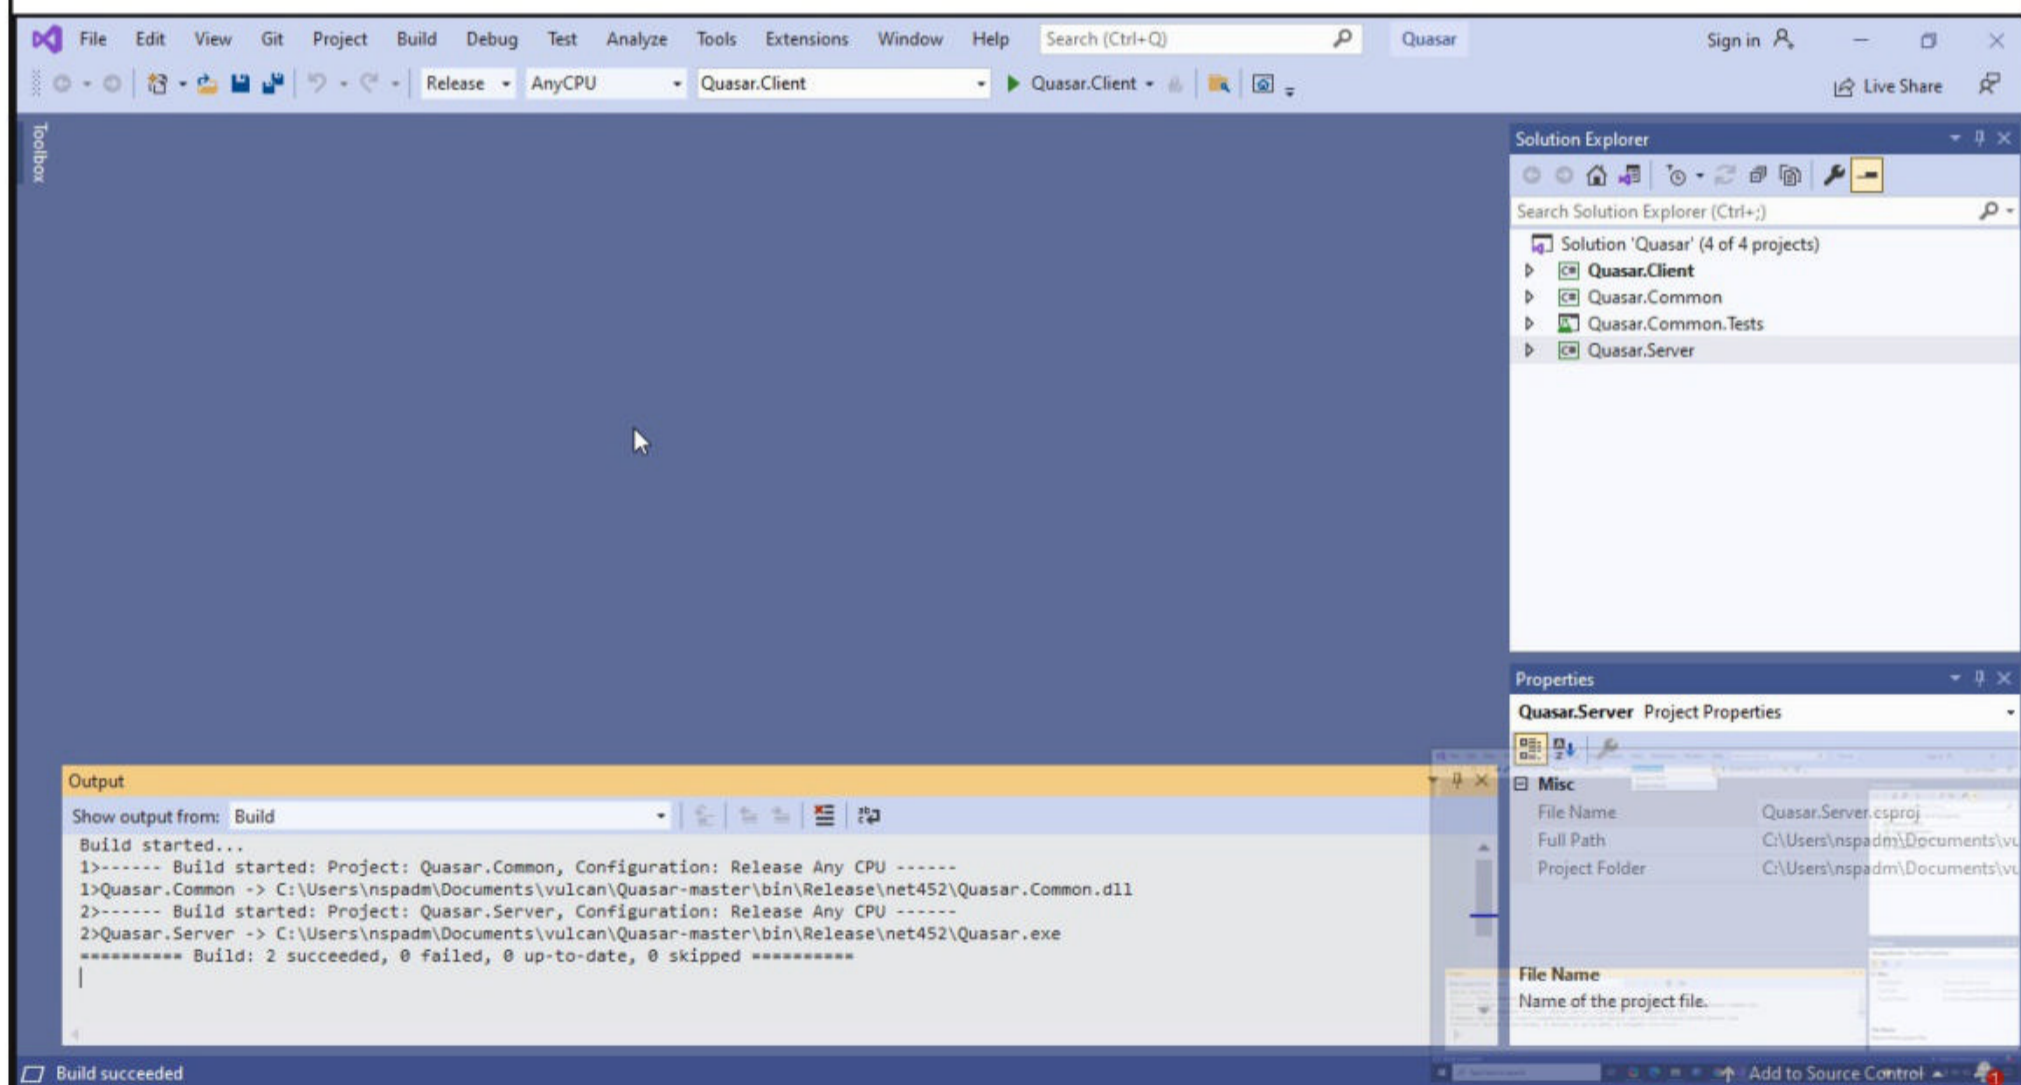 File Edit View Git Project Build Debug Test Analyze Tools Extensions Window Help Search (Ctrl+Q) Quasar Sign in
Release AnyCPU Quasar.Client Quasar.Client Live Share
Toolbox
Solution Explorer
Search Solution Explorer (Ctrl+;)
Solution 'Quasar' (4 of 4 projects)
Quasar.Client
Quasar.Common
Quasar.Common.Tests
Quasar.Server
Properties
Quasar.Server Project Properties
Misc
File Name Quasar.Server.csproj
Full Path C:\Users\nspadm\Documents\vu
Project Folder C:\Users\nspadm\Documents\vu
File Name
Name of the project file.
Output
Show output from: Build
Build started...
1>------ Build started: Project: Quasar.Common, Configuration: Release Any CPU ------
1>Quasar.Common -> C:\Users\nspadm\Documents\vulcan\Quasar-master\bin\Release\net452\Quasar.Common.dll
2>------ Build started: Project: Quasar.Server, Configuration: Release Any CPU ------
2>Quasar.Server -> C:\Users\nspadm\Documents\vulcan\Quasar-master\bin\Release\net452\Quasar.exe
========== Build: 2 succeeded, 0 failed, 0 up-to-date, 0 skipped ==========
Build succeeded Add to Source Control 1